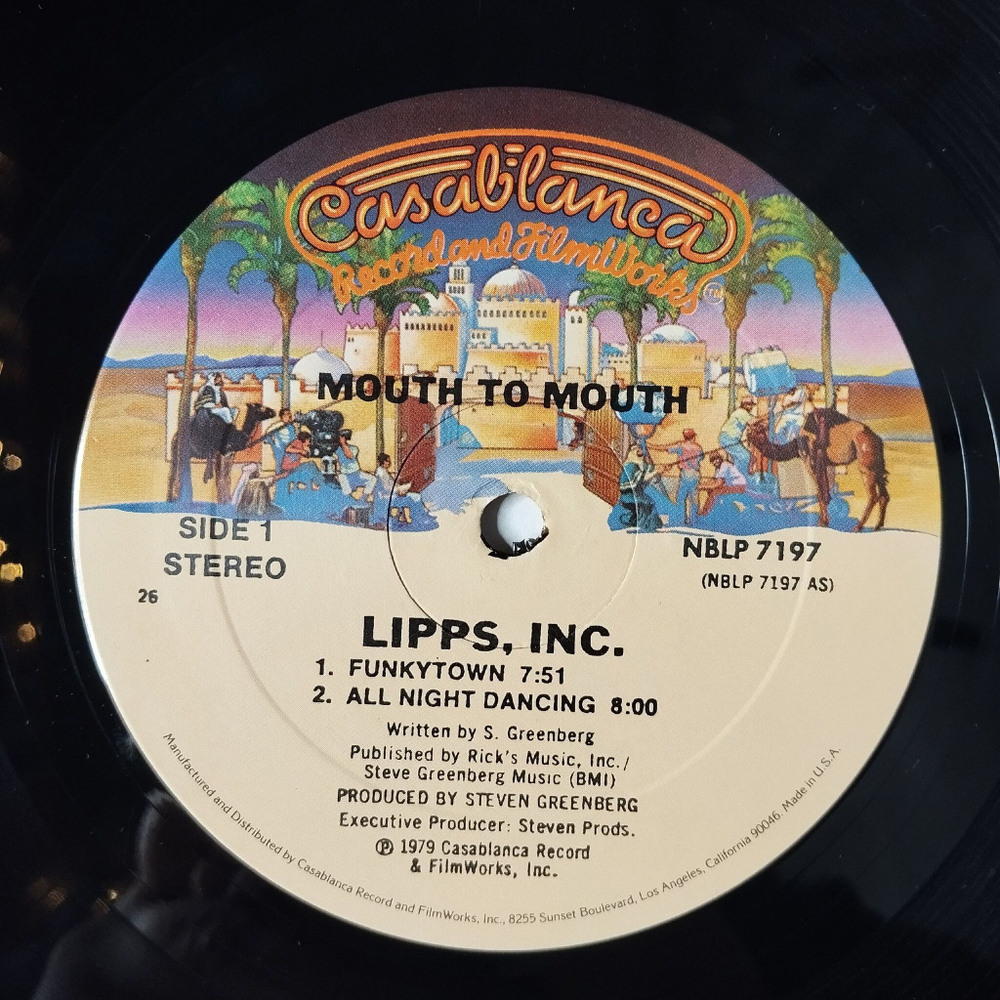 Casablanca
Record and FilmWorks TM
MOUTH TO MOUTH
SIDE 1
STEREO
26
NBLP 7197
(NBLP 7197 AS)
LIPPS, INC.
1. FUNKYTOWN 7:51
2. ALL NIGHT DANCING 8:00
Written by S. Greenberg
Published by Rick's Music, Inc./
Steve Greenberg Music (BMI)
PRODUCED BY STEVEN GREENBERG
Executive Producer: Steven Prods.
℗ 1979 Casablanca Record
& FilmWorks, Inc.
Manufactured and Distributed by Casablanca Record and FilmWorks, Inc., 8255 Sunset Boulevard, Los Angeles, California 90046. Made in U.S.A.